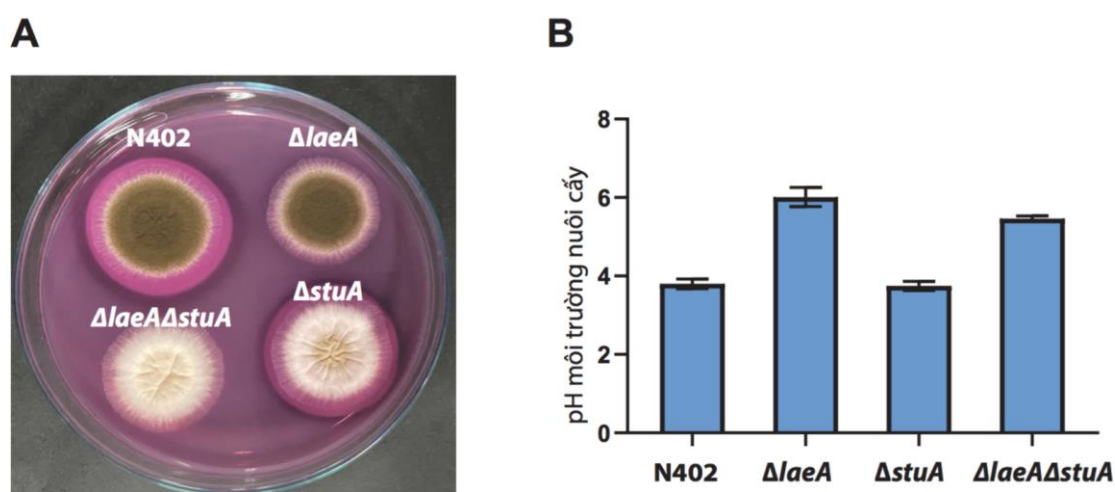 A
N402
ΔlaeA
ΔlaeAΔstuA
ΔstuA
B
pH môi trường nuôi cấy
8
6
4
2
0
N402
ΔlaeA
ΔstuA
ΔlaeAΔstuA